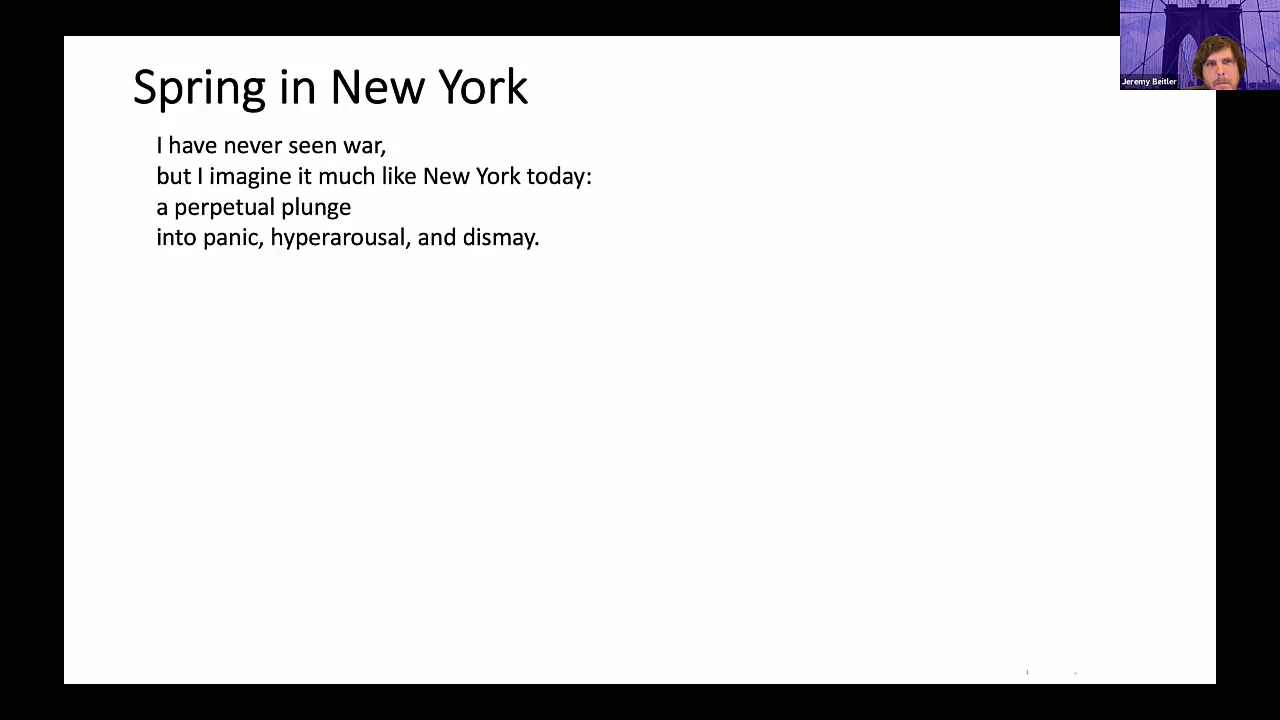 Spring in New York
I have never seen war,
but I imagine it much like New York today:
a perpetual plunge
into panic, hyperarousal, and dismay.
Jeremy Beitler